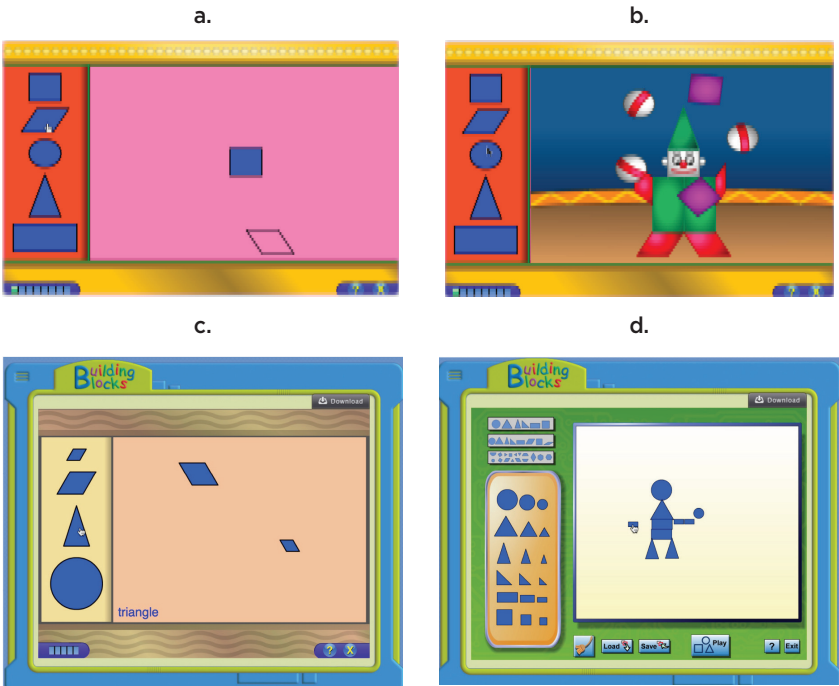 a.
b.
? X
? X
c.
d.
Building
Blocks
Download
triangle
? X
Building
Blocks
Download
Load
Save
Play
?
Exit